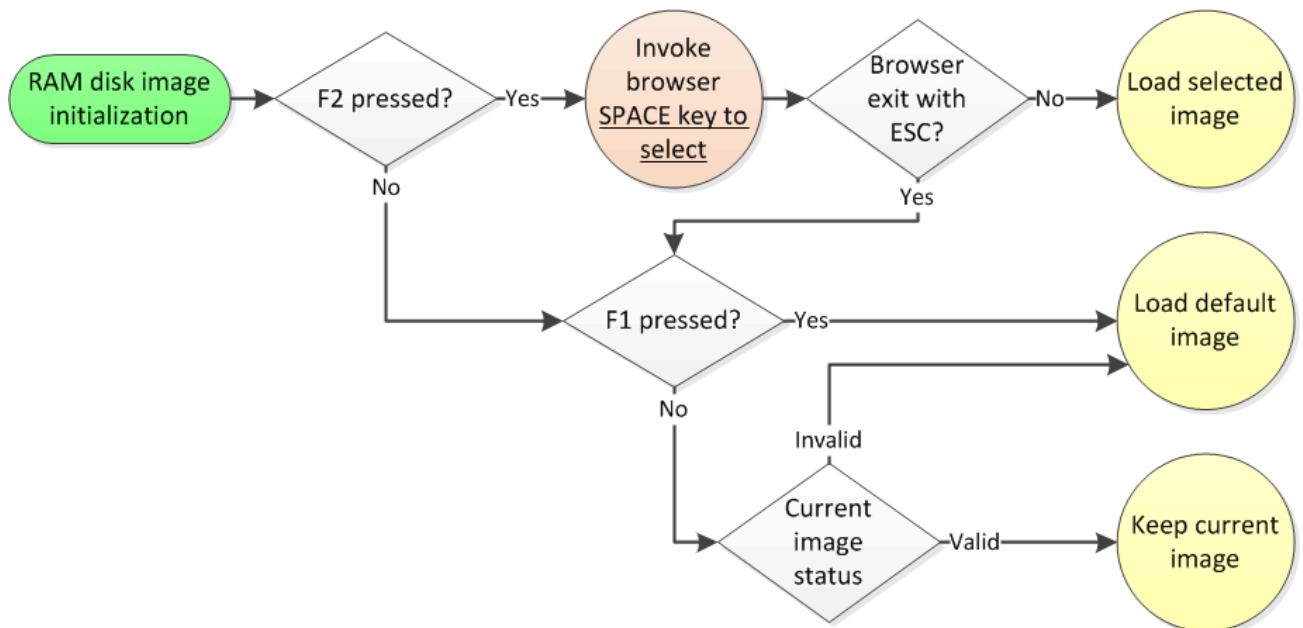 RAM disk image
initialization
F2 pressed?
Yes
Invoke
browser
SPACE key to
select
Browser
exit with
ESC?
No
Load selected
image
No
Yes
F1 pressed?
Yes
Load default
image
No
Invalid
Current
image
status
Valid
Keep current
image